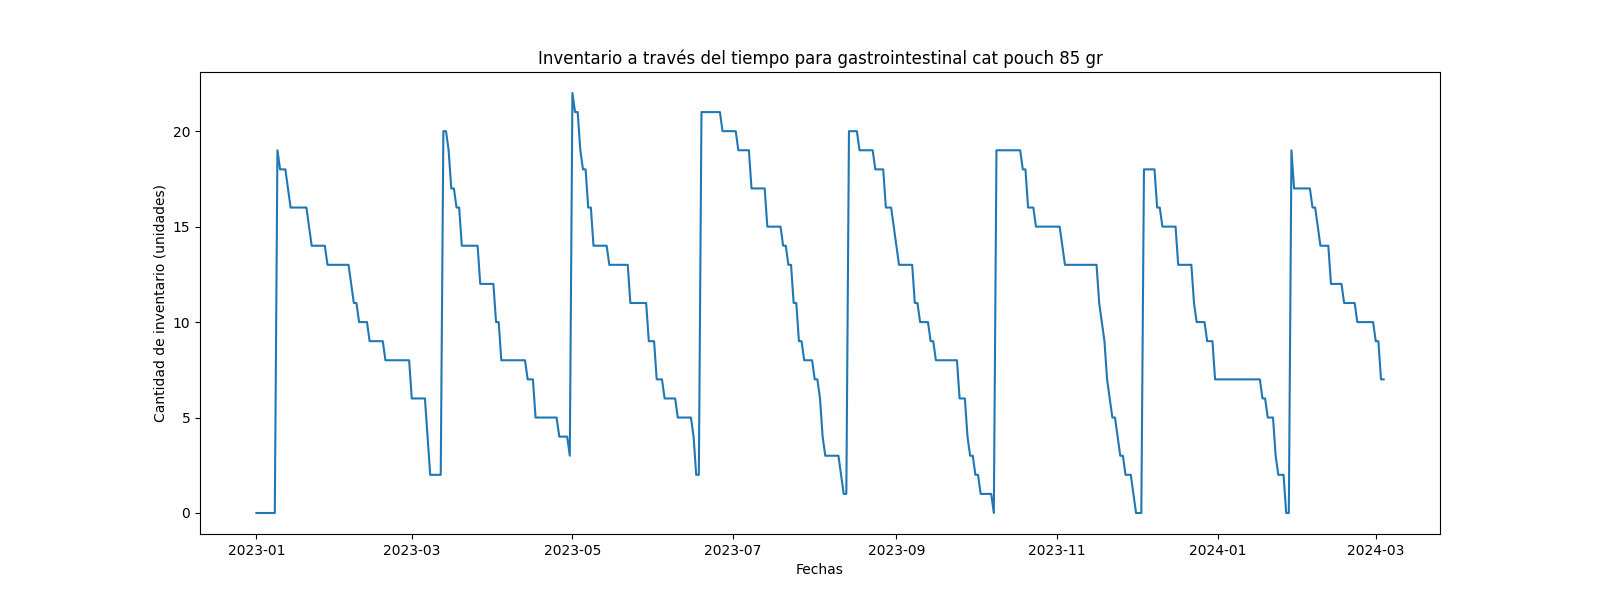 Inventario a través del tiempo para gastrointestinal cat pouch 85 gr
Cantidad de inventario (unidades)
20
15
10
5
0
2023-01 2023-03 2023-05 2023-07 2023-09 2023-11 2024-01 2024-03
Fechas